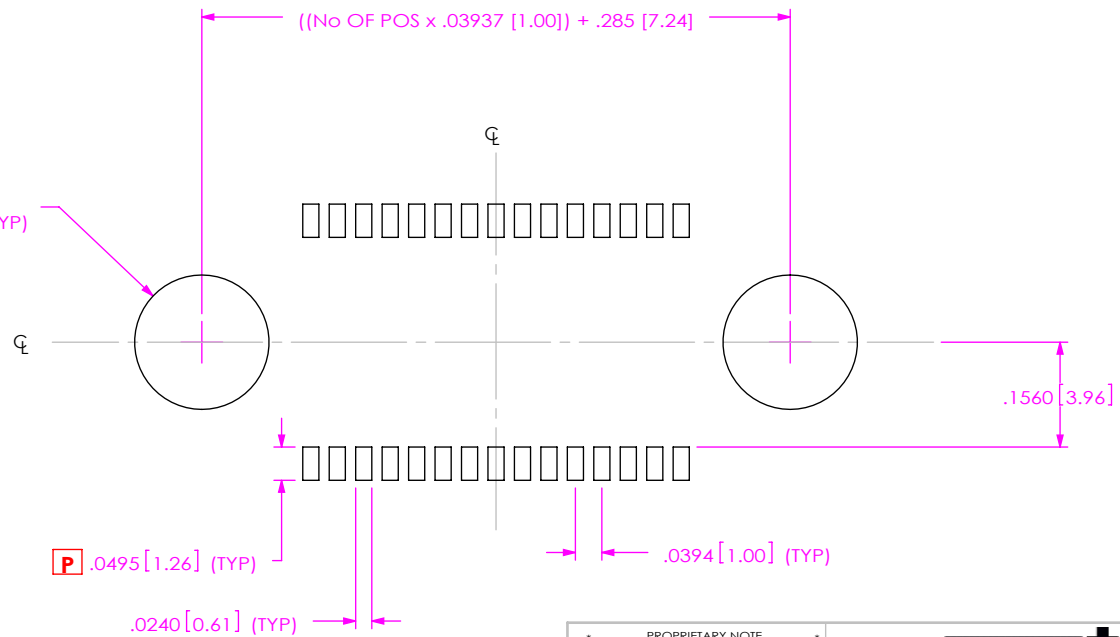 ((No OF POS x .03937 [1.00]) + .285 [7.24]
℄
YP)
℄
.1560 [3.96]
P .0495 [1.26] (TYP)
.0394 [1.00] (TYP)
.0240 [0.61] (TYP)
* PROPRIETARY NOTE *